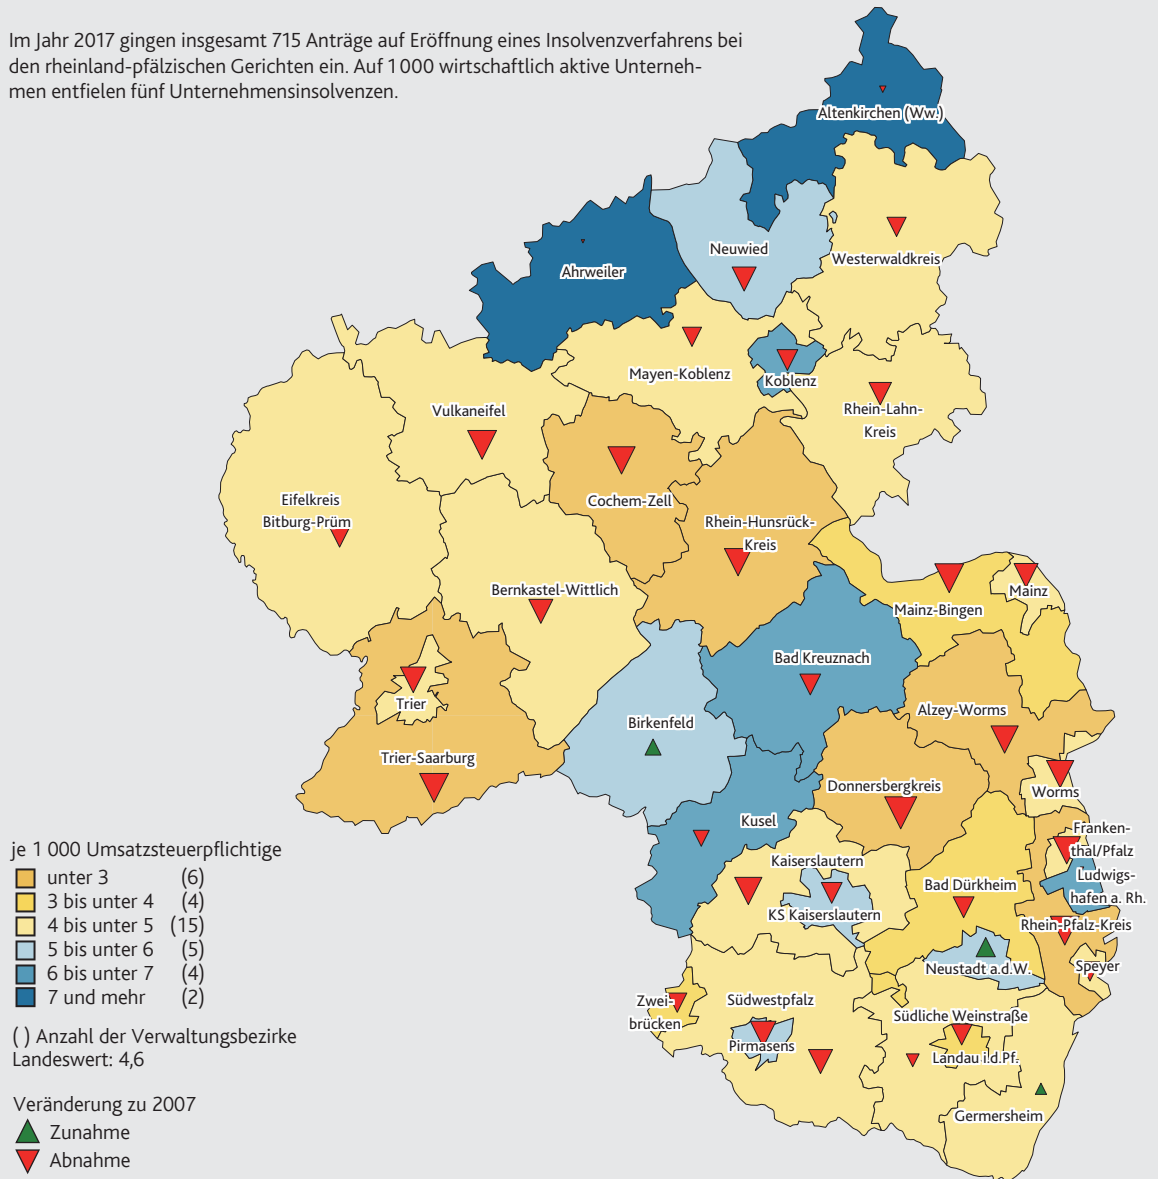 Im Jahr 2017 gingen insgesamt 715 Anträge auf Eröffnung eines Insolvenzverfahrens bei
den rheinland-pfälzischen Gerichten ein. Auf 1 000 wirtschaftlich aktive Unterneh-
men entfielen fünf Unternehmensinsolvenzen.
Altenkirchen (Ww.)
Neuwied
Westerwaldkreis
Ahrweiler
Mayen-Koblenz
Koblenz
Rhein-Lahn-
Kreis
Vulkaneifel
Cochem-Zell
Eifelkreis
Bitburg-Prüm
Rhein-Hunsrück-
Kreis
Bernkastel-Wittlich
Mainz-Bingen
Mainz
Bad Kreuznach
Trier
Birkenfeld
Alzey-Worms
Trier-Saarburg
Donnersbergkreis
Worms
Kusel
Franken-
thal/Pfalz
Kaiserslautern
Ludwigs-
hafen a. Rh.
Bad Dürkheim
KS Kaiserslautern
Rhein-Pfalz-Kreis
Neustadt a.d.W.
Speyer
Zwei-
brücken
Südwestpfalz
Südliche Weinstraße
Pirmasens
Landau i.d.Pf.
Germersheim
je 1 000 Umsatzsteuerpflichtige
unter 3 (6)
3 bis unter 4 (4)
4 bis unter 5 (15)
5 bis unter 6 (5)
6 bis unter 7 (4)
7 und mehr (2)
( ) Anzahl der Verwaltungsbezirke
Landeswert: 4,6
Veränderung zu 2007
Zunahme
Abnahme